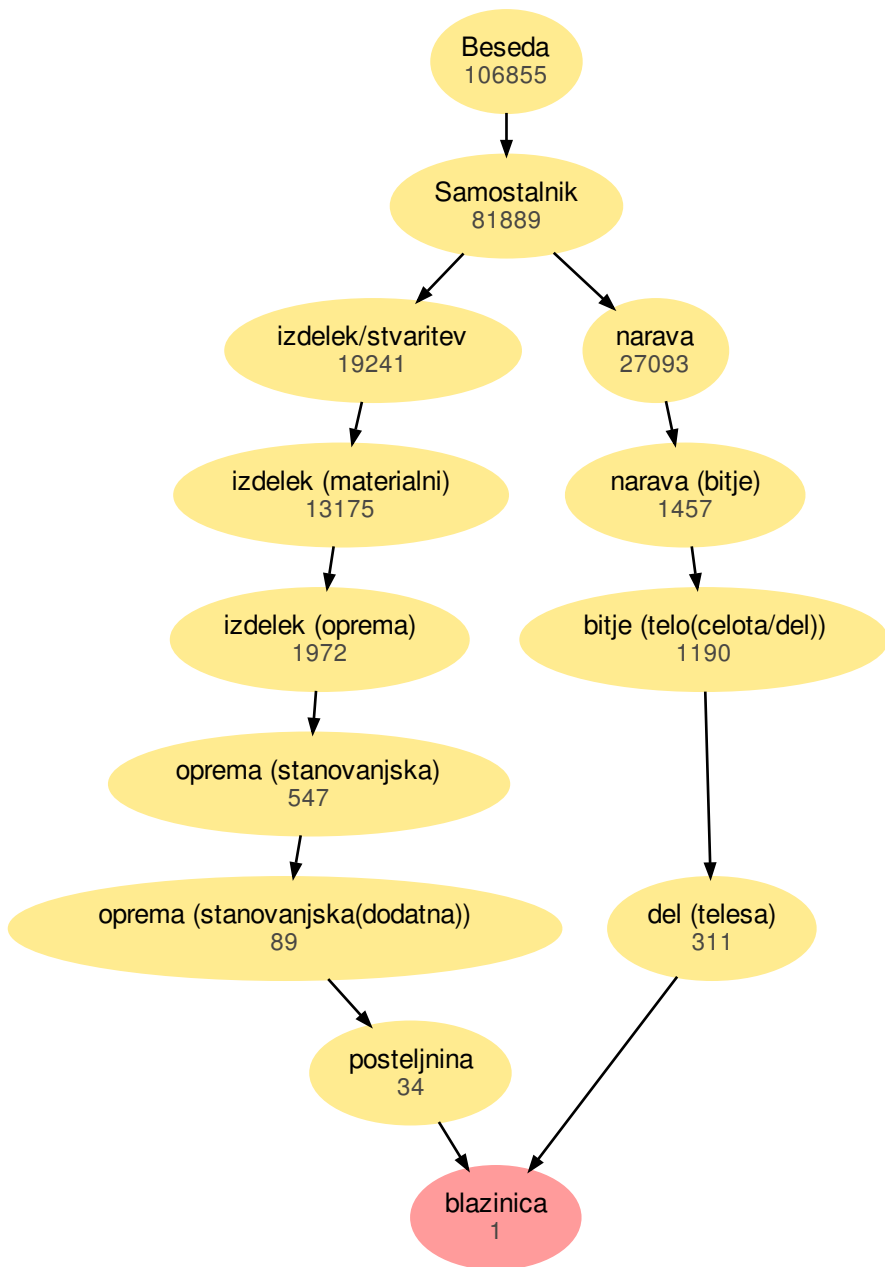 Beseda
106855
Samostalnik
81889
izdelek/stvaritev
19241
narava
27093
izdelek (materialni)
13175
narava (bitje)
1457
izdelek (oprema)
1972
bitje (telo(celota/del))
1190
oprema (stanovanjska)
547
oprema (stanovanjska(dodatna))
89
del (telesa)
311
posteljnina
34
blazinica
1